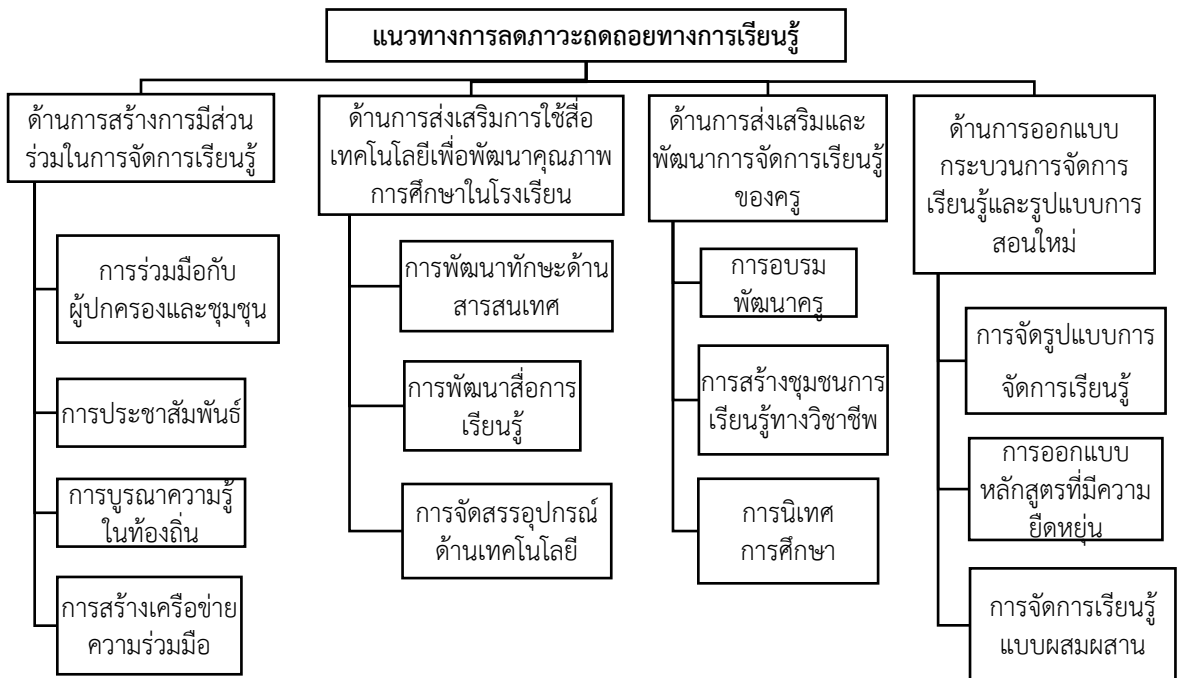 แนวทางการลดภาวะถดถอยทางการเรียนรู้
ด้านการสร้างการมีส่วน
ร่วมในการจัดการเรียนรู้
การร่วมมือกับ
ผู้ปกครองและชุมชุน
การประชาสัมพันธ์
การบูรณาความรู้
ในท้องถิ่น
การสร้างเครือข่าย
ความร่วมมือ
ด้านการส่งเสริมการใช้สื่อ
เทคโนโลยีเพื่อพัฒนาคุณภาพ
การศึกษาในโรงเรียน
การพัฒนาทักษะด้าน
สารสนเทศ
การพัฒนาสื่อการ
เรียนรู้
การจัดสรรอุปกรณ์
ด้านเทคโนโลยี
ด้านการส่งเสริมและ
พัฒนาการจัดการเรียนรู้
ของครู
การอบรม
พัฒนาครู
การสร้างชุมชนการ
เรียนรู้ทางวิชาชีพ
การนิเทศ
การศึกษา
ด้านการออกแบบ
กระบวนการจัดการ
เรียนรู้และรูปแบบการ
สอนใหม่
การจัดรูปแบบการ
จัดการเรียนรู้
การออกแบบ
หลักสูตรที่มีความ
ยืดหยุ่น
การจัดการเรียนรู้
แบบผสมผสาน